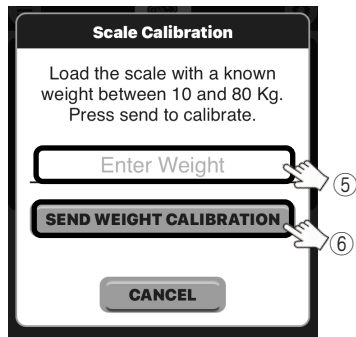 Scale Calibration
Load the scale with a known
weight between 10 and 80 Kg.
Press send to calibrate.
Enter Weight
⑤
SEND WEIGHT CALIBRATION
⑥
CANCEL